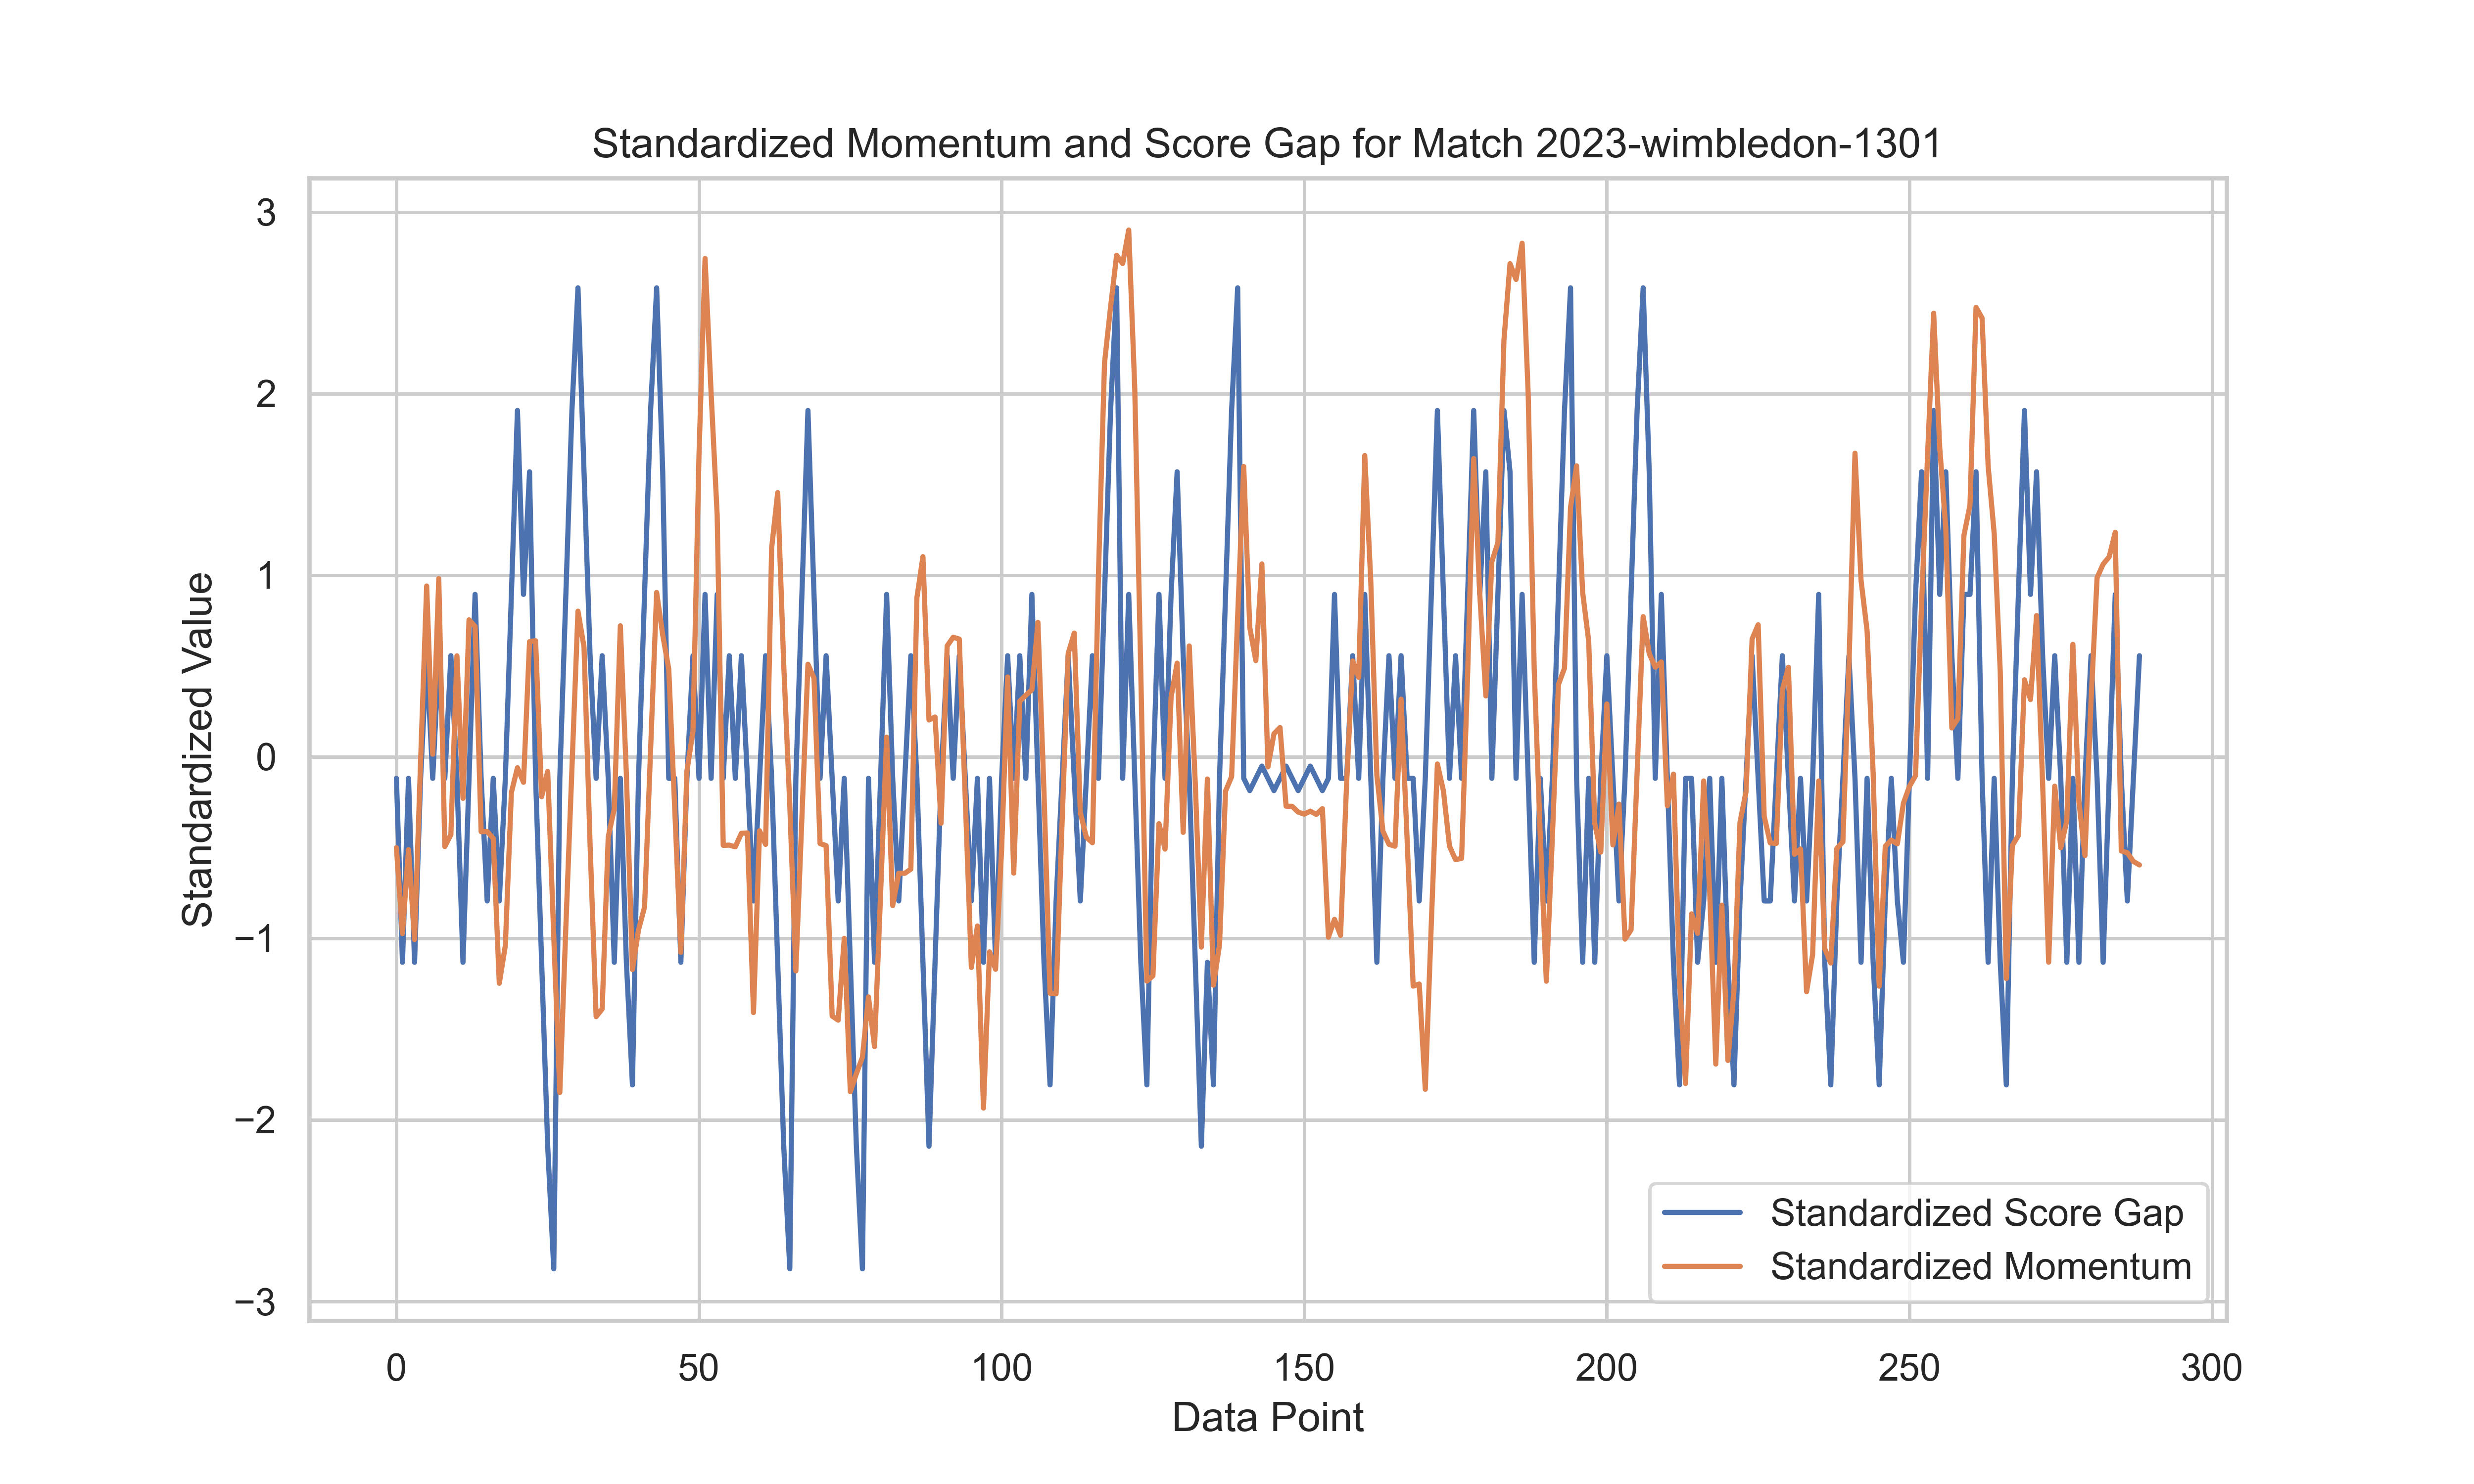 Standardized Momentum and Score Gap for Match 2023-wimbledon-1301
3
2
1
0
−1
−2
−3
Standardized Value
Standardized Score Gap
Standardized Momentum
0 50 100 150 200 250 300
Data Point